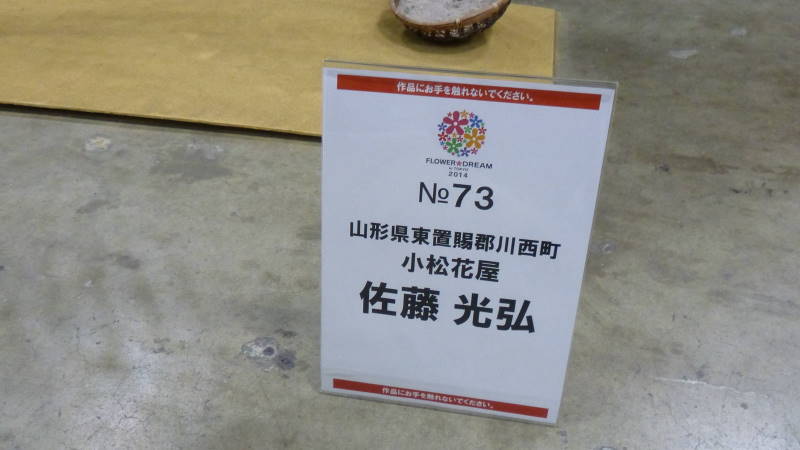 作品にお手を触れないでください。
FLOWER★DREAM
in TOKYO
2014
№73
山形県東置賜郡川西町
小松花屋
佐藤 光弘
作品にお手を触れないでください。